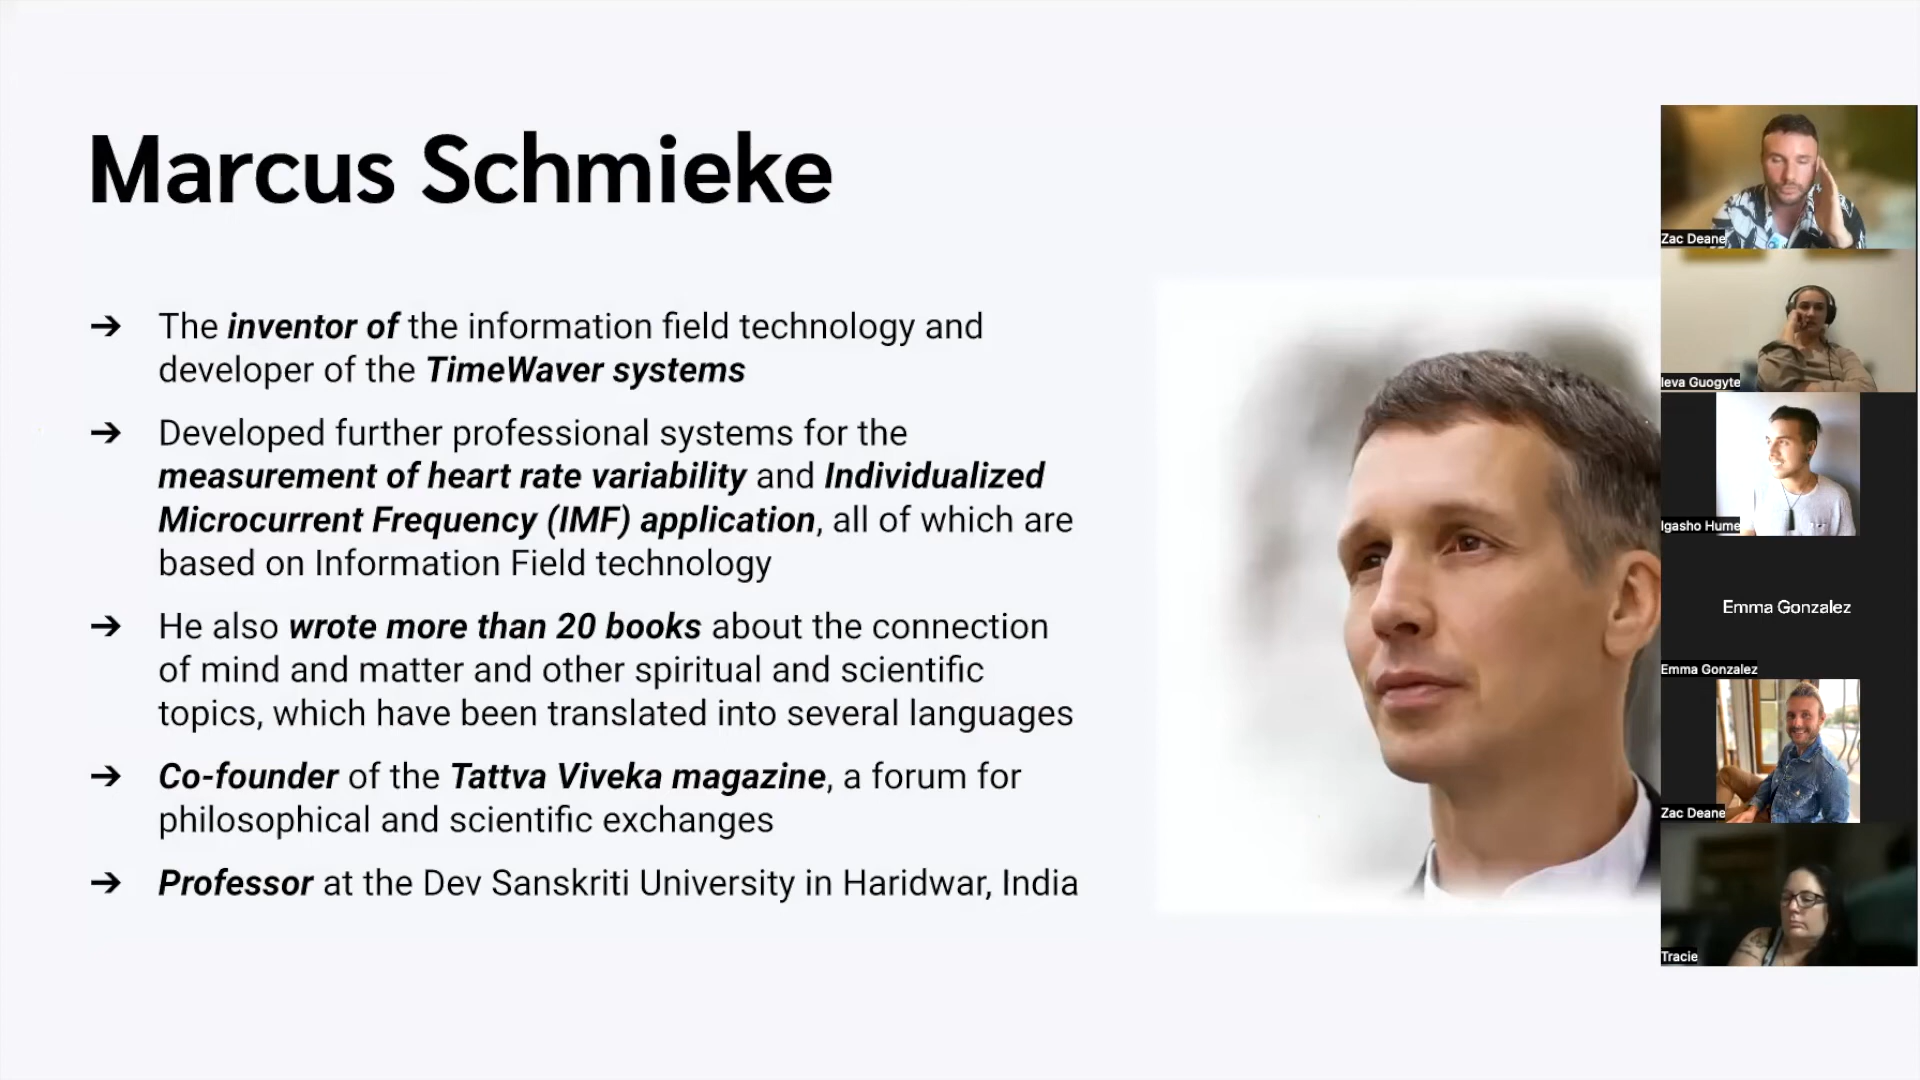 Marcus Schmieke
➔ The inventor of the information field technology and
developer of the TimeWaver systems
➔ Developed further professional systems for the
measurement of heart rate variability and Individualized
Microcurrent Frequency (IMF) application, all of which are
based on Information Field technology
➔ He also wrote more than 20 books about the connection
of mind and matter and other spiritual and scientific
topics, which have been translated into several languages
➔ Co-founder of the Tattva Viveka magazine, a forum for
philosophical and scientific exchanges
➔ Professor at the Dev Sanskriti University in Haridwar, India
Zac Deane
Ieva Guogyte
Igasho Hume
Emma Gonzalez
Emma Gonzalez
Zac Deane
Tracie